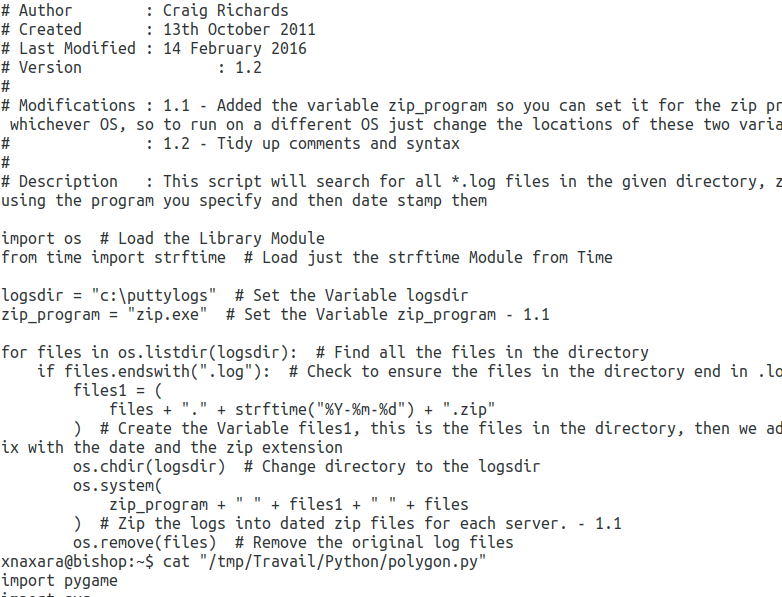 # Author        : Craig Richards
# Created       : 13th October 2011
# Last Modified : 14 February 2016
# Version               : 1.2
#
# Modifications : 1.1 - Added the variable zip_program so you can set it for the zip pr
 whichever OS, so to run on a different OS just change the locations of these two varia
#               : 1.2 - Tidy up comments and syntax
#
# Description   : This script will search for all *.log files in the given directory, z
using the program you specify and then date stamp them

import os  # Load the Library Module
from time import strftime  # Load just the strftime Module from Time

logsdir = "c:\puttylogs"  # Set the Variable logsdir
zip_program = "zip.exe"  # Set the Variable zip_program - 1.1

for files in os.listdir(logsdir):  # Find all the files in the directory
    if files.endswith(".log"):  # Check to ensure the files in the directory end in .lo
        files1 = (
            files + "." + strftime("%Y-%m-%d") + ".zip"
        )  # Create the Variable files1, this is the files in the directory, then we ad
ix with the date and the zip extension
        os.chdir(logsdir)  # Change directory to the logsdir
        os.system(
            zip_program + " " + files1 + " " + files
        )  # Zip the logs into dated zip files for each server. - 1.1
        os.remove(files)  # Remove the original log files
xnaxara@bishop:~$ cat "/tmp/Travail/Python/polygon.py"
import pygame